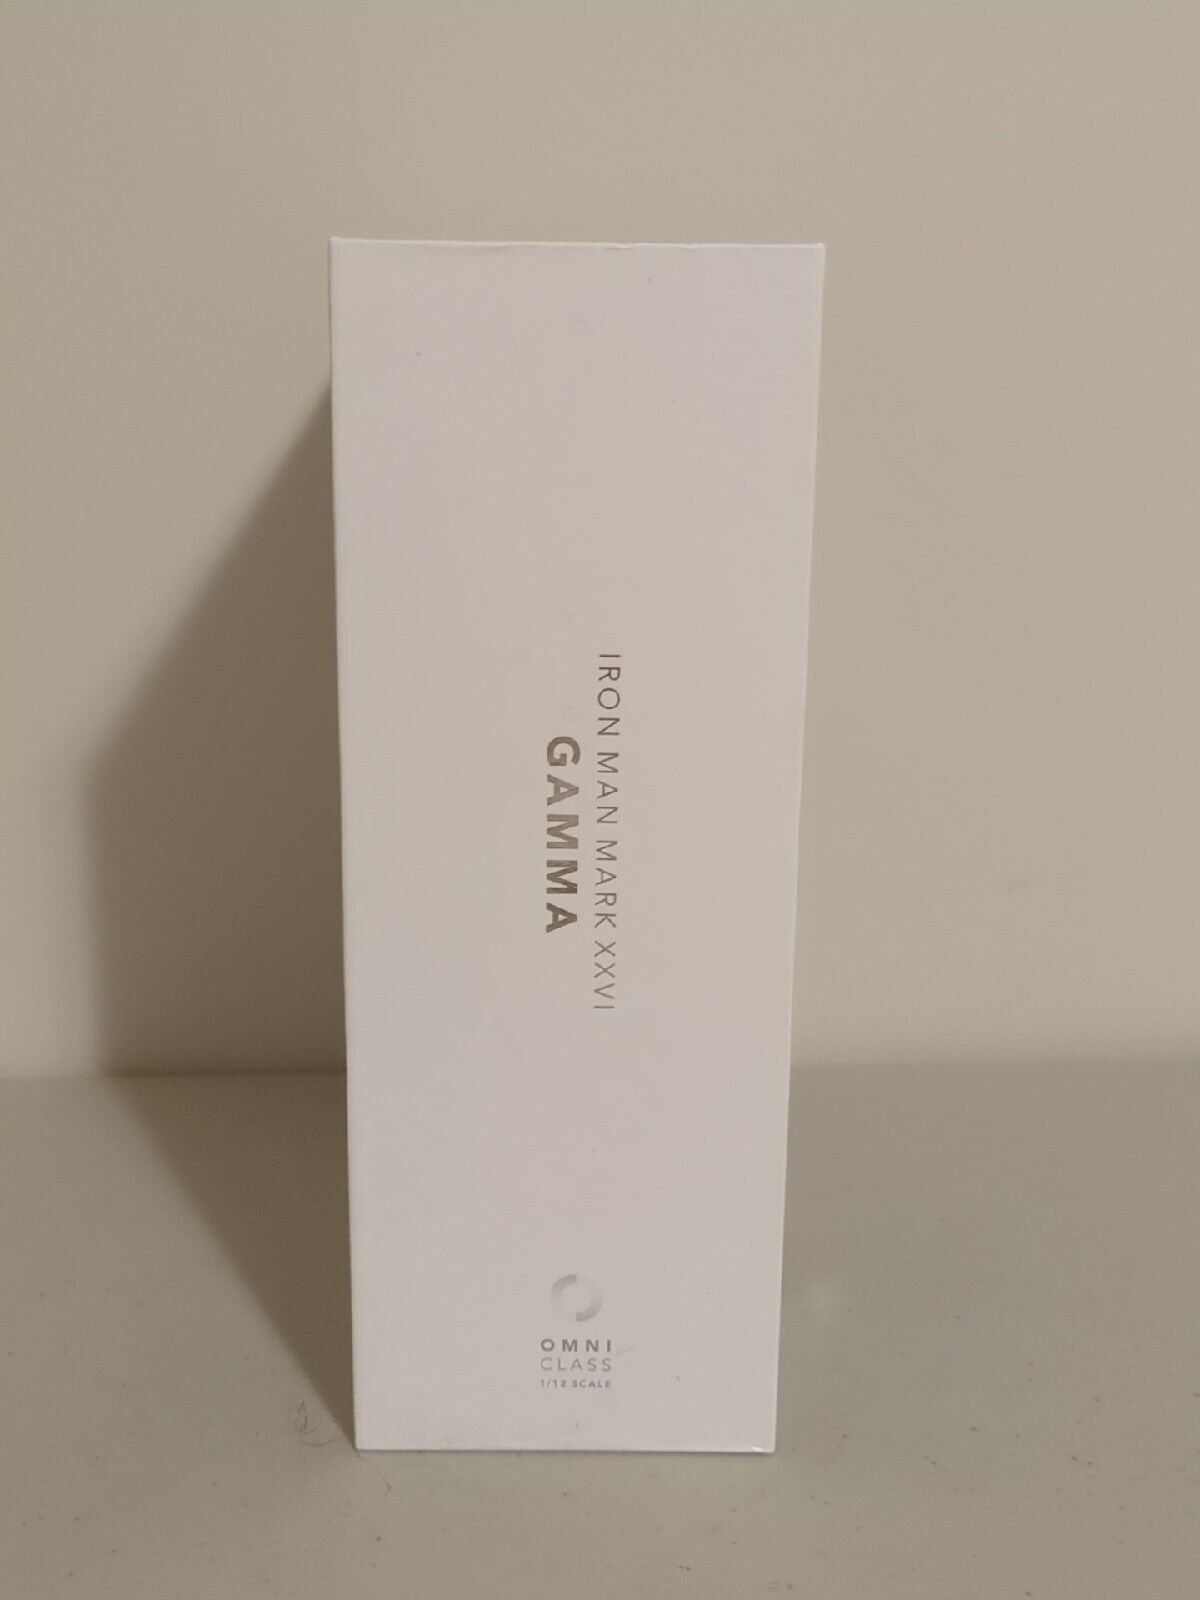 IRON MAN MARK XXVI
GAMMA
OMNI
CLASS
1/12 SCALE